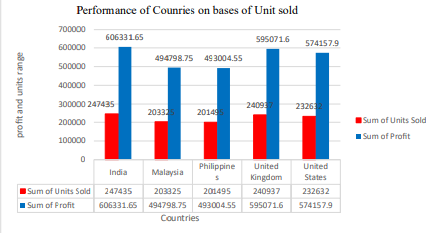 Performance of Counries on bases of Unit sold
profit and units range
700000
600000
500000
400000
300000
200000
100000
0
606331.65
494798.75
493004.55
595071.6
574157.9
247435
203325
201495
240937
232632
Sum of Units Sold
Sum of Profit
India
Malaysia
Philippine
s
United
Kingdom
United
States
Sum of Units Sold 247435 203325 201495 240937 232632
Sum of Profit 606331.65 494798.75 493004.55 595071.6 574157.9
Countries